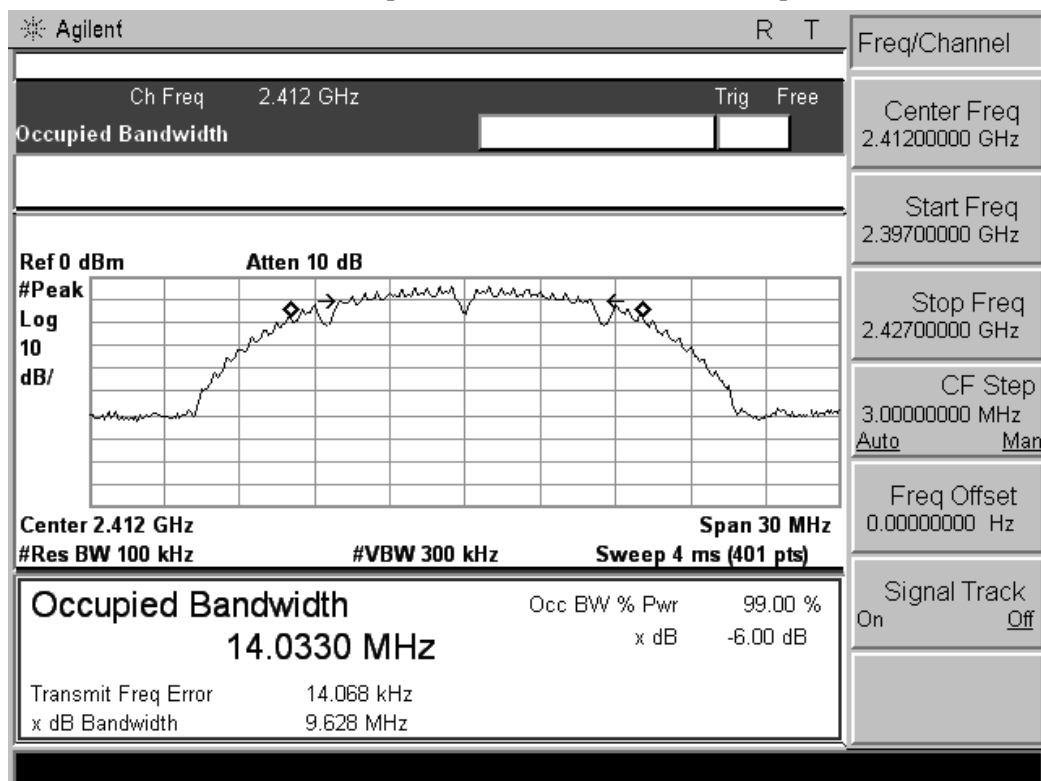 Agilent R T
Ch Freq 2.412 GHz Trig Free
Occupied Bandwidth
Ref 0 dBm Atten 10 dB
#Peak
Log
10
dB/
Center 2.412 GHz Span 30 MHz
#Res BW 100 kHz #VBW 300 kHz Sweep 4 ms (401 pts)
Occupied Bandwidth Occ BW % Pwr 99.00 %
14.0330 MHz x dB -6.00 dB
Transmit Freq Error 14.068 kHz
x dB Bandwidth 9.628 MHz
Freq/Channel
Center Freq
2.41200000 GHz
Start Freq
2.39700000 GHz
Stop Freq
2.42700000 GHz
CF Step
3.00000000 MHz
Auto Man
Freq Offset
0.00000000 Hz
Signal Track
On Off